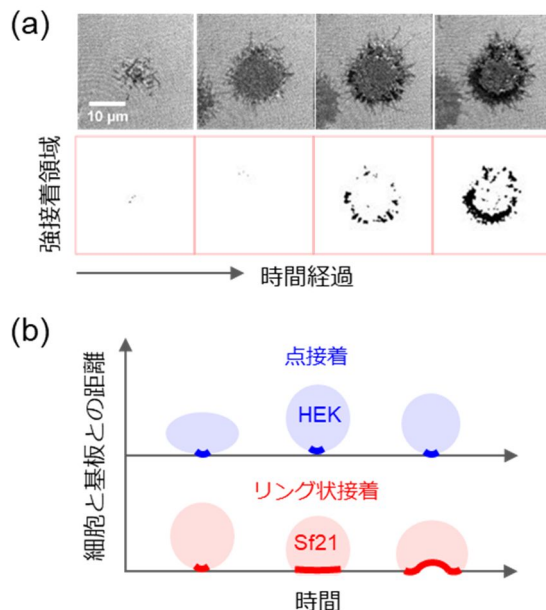 (a)
10 μm
強接着領域
時間経過
(b)
細胞と基板との距離
点接着
HEK
リング状接着
Sf21
時間